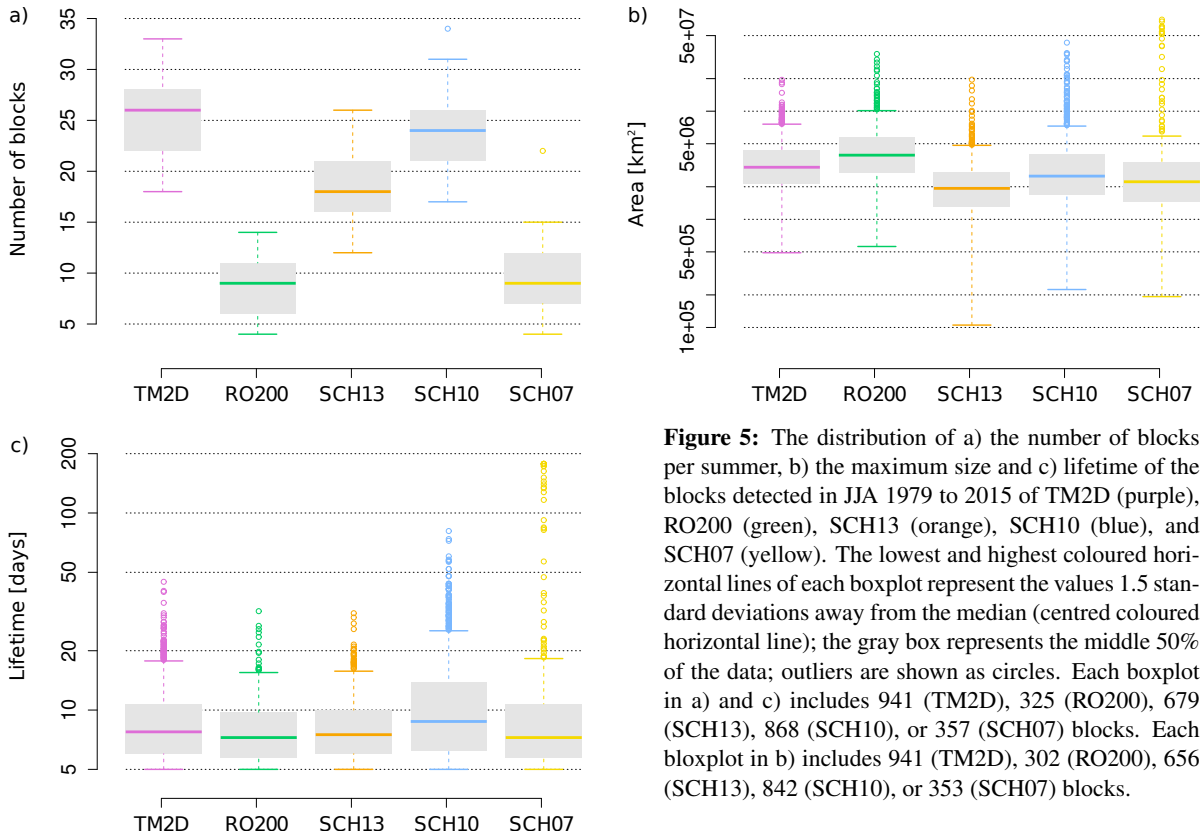 a)
Number of blocks
35
30
25
20
15
10
5
TM2D RO200 SCH13 SCH10 SCH07
b)
Area [km²]
5e+07
5e+06
5e+05
1e+05
TM2D RO200 SCH13 SCH10 SCH07
c)
Lifetime [days]
200
100
50
20
10
5
TM2D RO200 SCH13 SCH10 SCH07
Figure 5: The distribution of a) the number of blocks
per summer, b) the maximum size and c) lifetime of the
blocks detected in JJA 1979 to 2015 of TM2D (purple),
RO200 (green), SCH13 (orange), SCH10 (blue), and
SCH07 (yellow). The lowest and highest coloured hori-
zontal lines of each boxplot represent the values 1.5 stan-
dard deviations away from the median (centred coloured
horizontal line); the gray box represents the middle 50%
of the data; outliers are shown as circles. Each boxplot
in a) and c) includes 941 (TM2D), 325 (RO200), 679
(SCH13), 868 (SCH10), or 357 (SCH07) blocks. Each
bloxplot in b) includes 941 (TM2D), 302 (RO200), 656
(SCH13), 842 (SCH10), or 353 (SCH07) blocks.